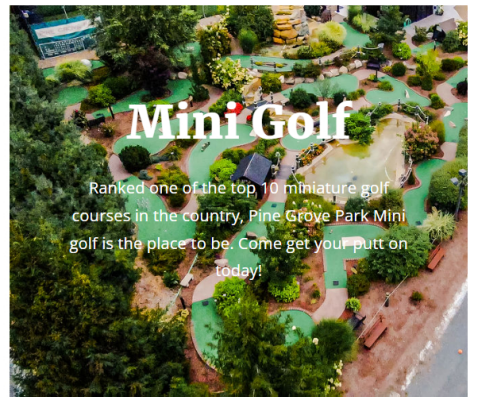 Mini Golf
Ranked one of the top 10 miniature golf
courses in the country, Pine Grove Park Mini
golf is the place to be. Come get your putt on
today!